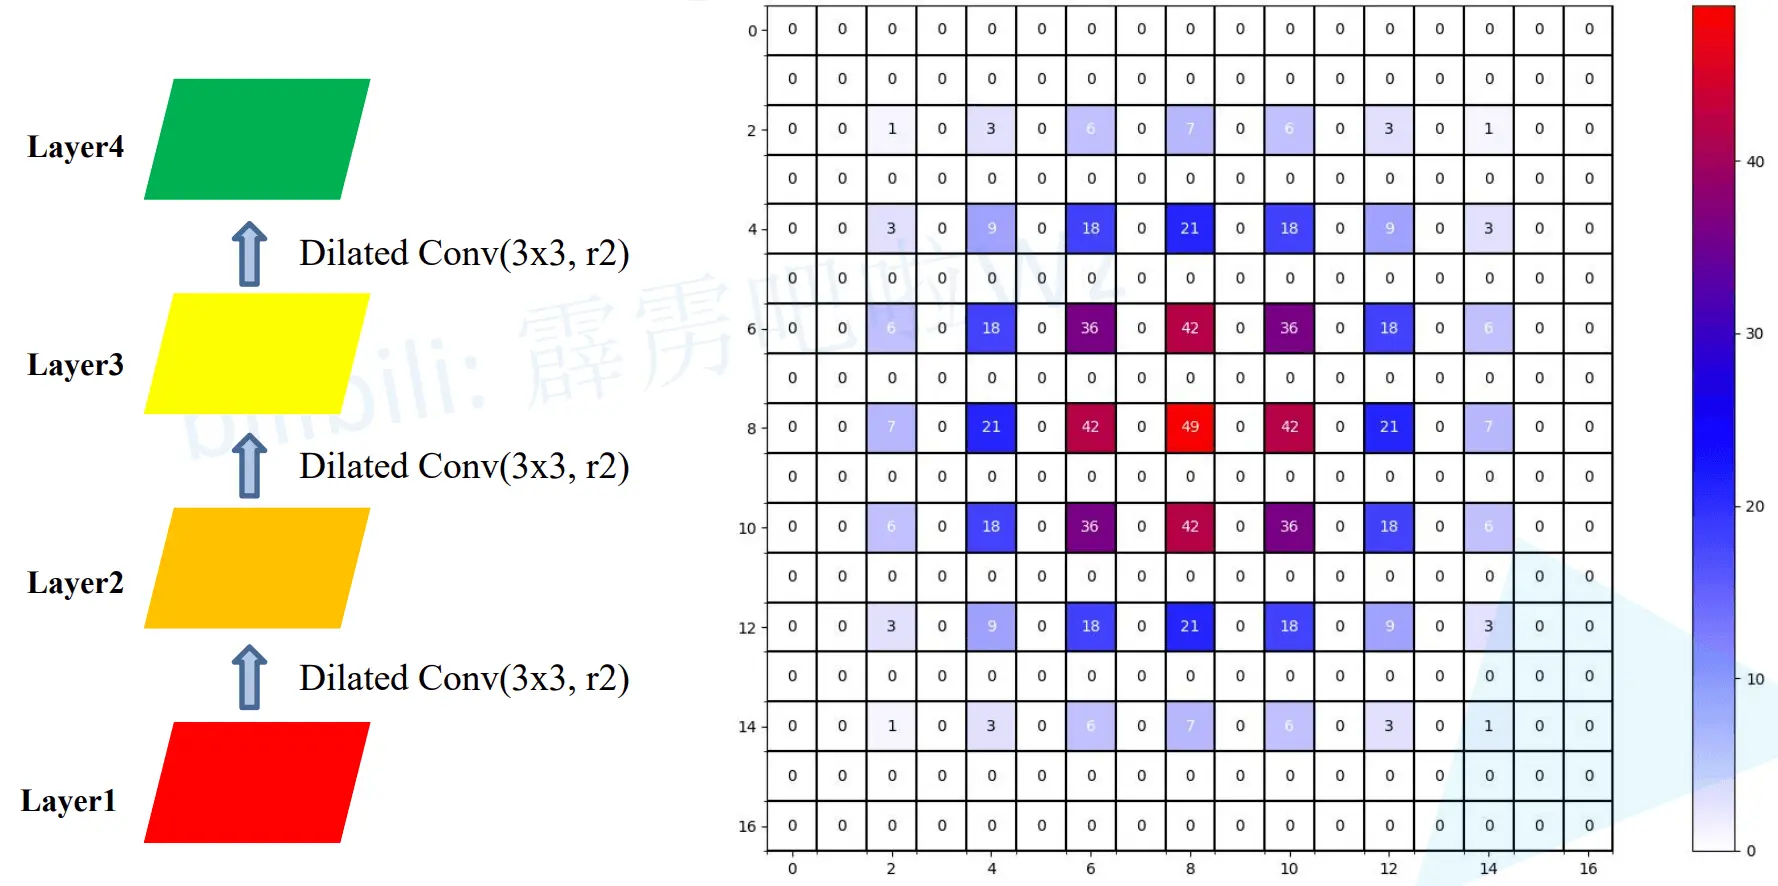 Layer4
Dilated Conv(3x3, r2)
Layer3
Dilated Conv(3x3, r2)
Layer2
Dilated Conv(3x3, r2)
Layer1
bilibili: 霹雳吧啦Wz
0 0 0 0 0 0 0 0 0 0 0 0 0 0 0 0 0 0
0 0 0 0 0 0 0 0 0 0 0 0 0 0 0 0 0
2 0 0 1 0 3 0 6 0 7 0 6 0 3 0 1 0 0
0 0 0 0 0 0 0 0 0 0 0 0 0 0 0 0 0
4 0 0 3 0 9 0 18 0 21 0 18 0 9 0 3 0 0
0 0 0 0 0 0 0 0 0 0 0 0 0 0 0 0 0
6 0 0 6 0 18 0 36 0 42 0 36 0 18 0 6 0 0
0 0 0 0 0 0 0 0 0 0 0 0 0 0 0 0 0
8 0 0 7 0 21 0 42 0 49 0 42 0 21 0 7 0 0
0 0 0 0 0 0 0 0 0 0 0 0 0 0 0 0 0
10 0 0 6 0 18 0 36 0 42 0 36 0 18 0 6 0 0
0 0 0 0 0 0 0 0 0 0 0 0 0 0 0 0 0
12 0 0 3 0 9 0 18 0 21 0 18 0 9 0 3 0 0
0 0 0 0 0 0 0 0 0 0 0 0 0 0 0 0 0
14 0 0 1 0 3 0 6 0 7 0 6 0 3 0 1 0 0
0 0 0 0 0 0 0 0 0 0 0 0 0 0 0 0 0
16 0 0 0 0 0 0 0 0 0 0 0 0 0 0 0 0 0
0 2 4 6 8 10 12 14 16
40
30
20
10
0